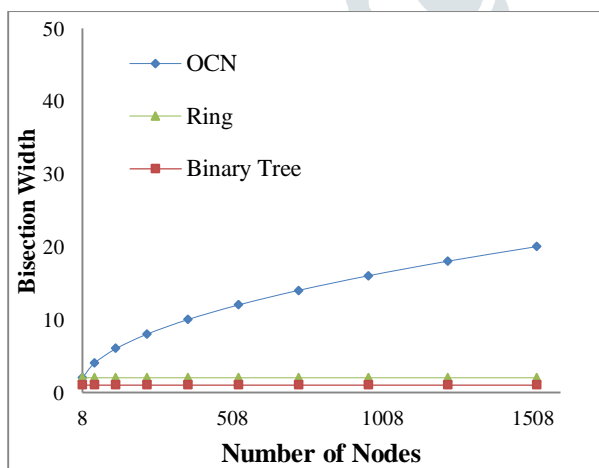 50
40
30
20
10
0
Bisection Width
OCN
Ring
Binary Tree
8
508
1008
1508
Number of Nodes